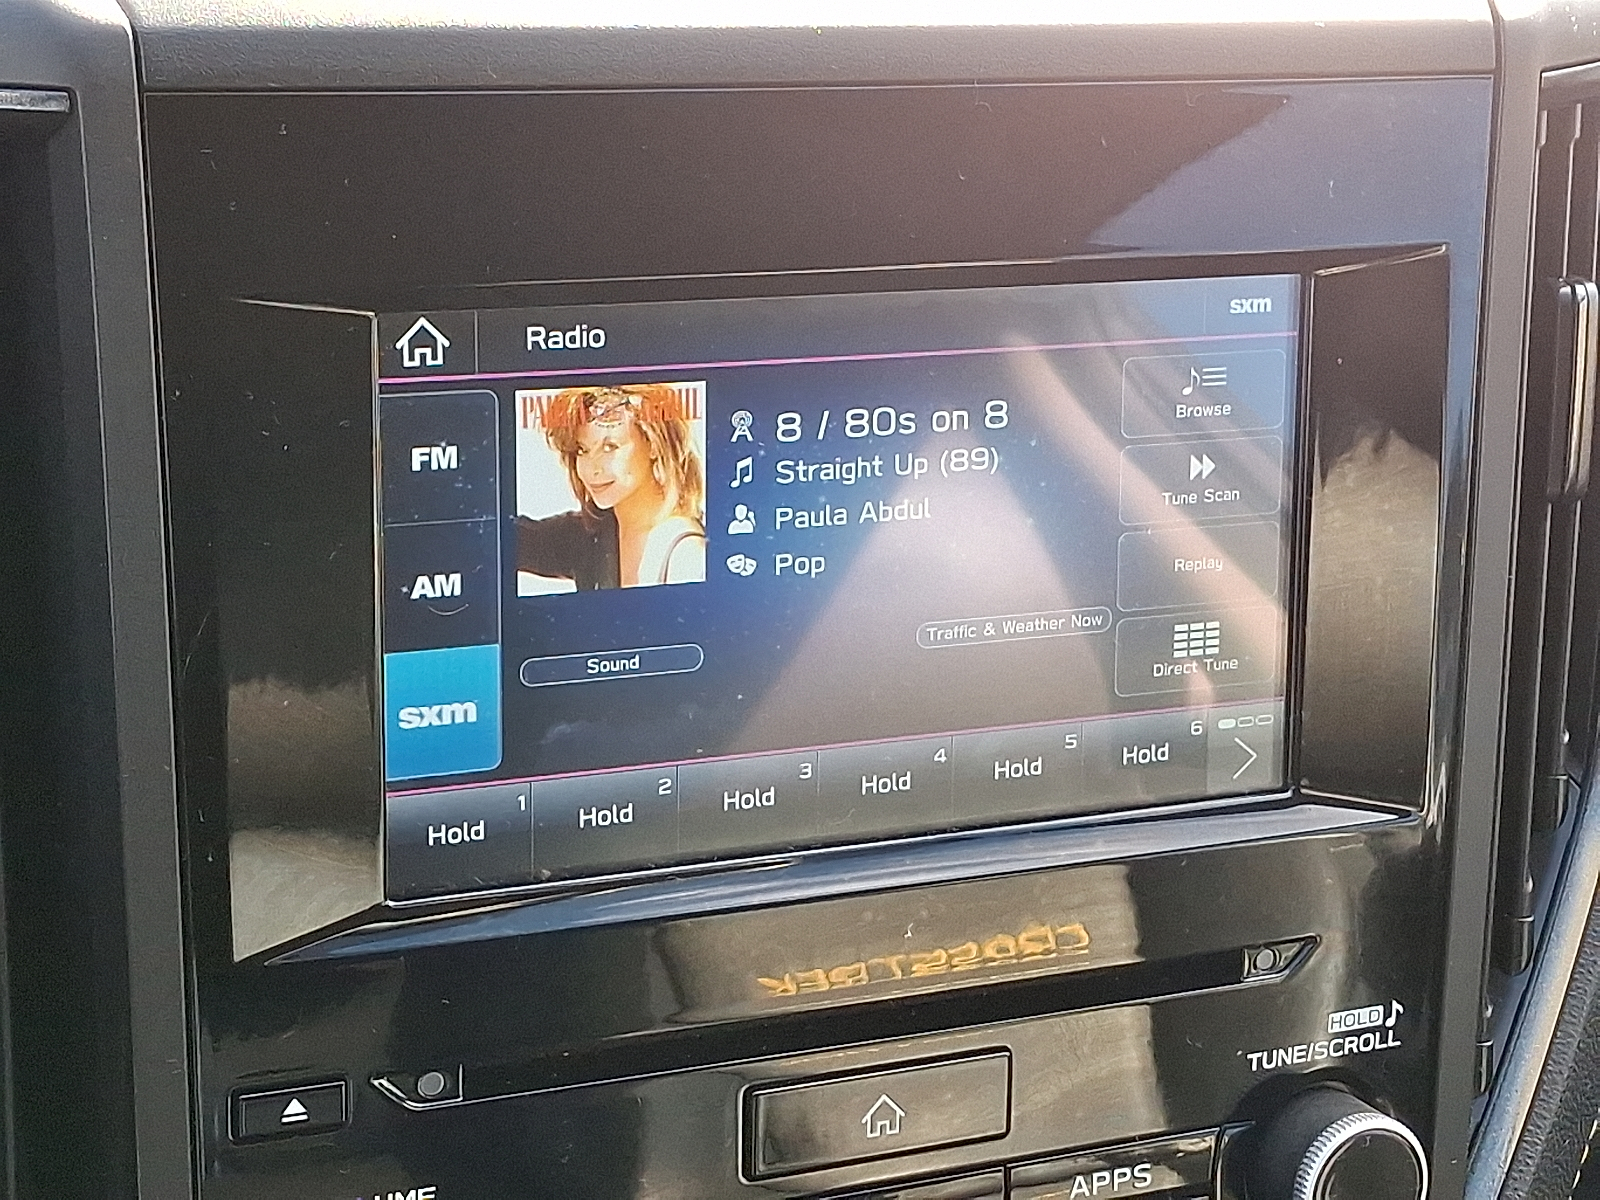 Radio
sxm
FM
AM
sxm
PAULA ABDUL
8 / 80s on 8
Straight Up (89)
Paula Abdul
Pop
Browse
Tune Scan
Replay
Direct Tune
Traffic & Weather Now
Sound
1 Hold
2 Hold
3 Hold
4 Hold
5 Hold
6 Hold
CROSSTREK
HOLD
TUNE/SCROLL
APPS